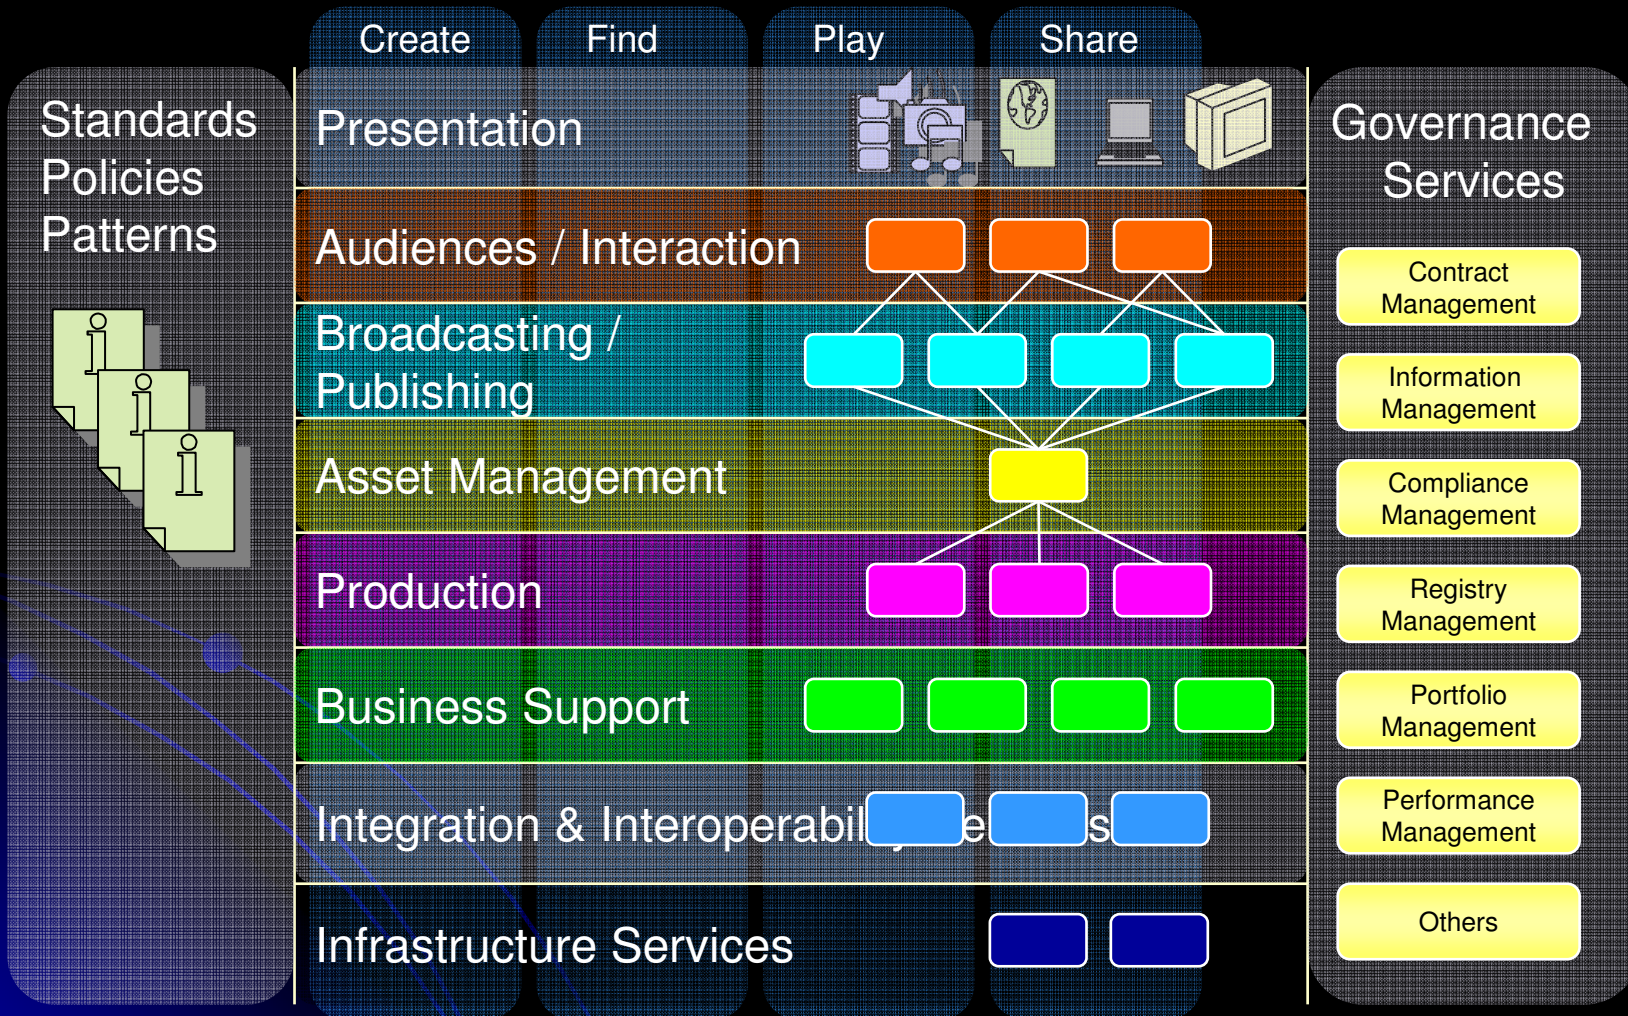 Create
Find
Play
Share
Standards
Policies
Patterns
Presentation
Audiences / Interaction
Broadcasting /
Publishing
Asset Management
Production
Business Support
Integration & 
Infrastructure Services
Governance
Services
Contract
Management
Information
Management
Compliance
Management
Registry
Management
Portfolio
Management
Performance
Management
Others
i
i
i